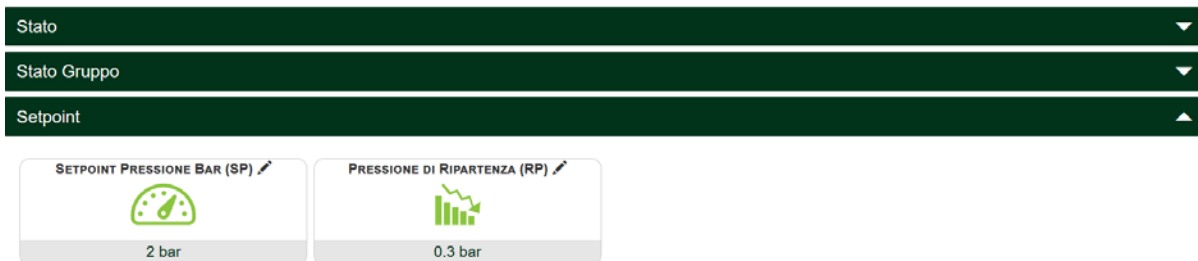 Stato
Stato Gruppo
Setpoint
SETPOINT PRESSIONE BAR (SP)
PRESSIONE DI RIPARTENZA (RP)
2 bar
0.3 bar